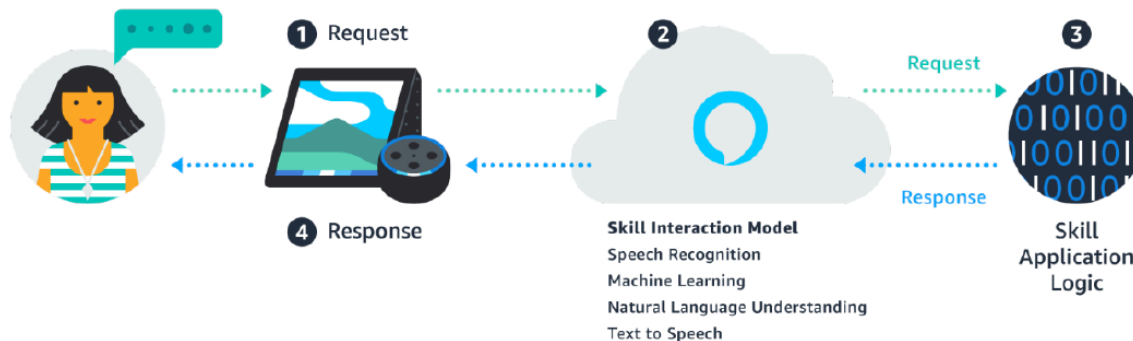 1 Request
2
3
Request
Response
4 Response
Skill Interaction Model
Speech Recognition
Machine Learning
Natural Language Understanding
Text to Speech
Skill
Application
Logic